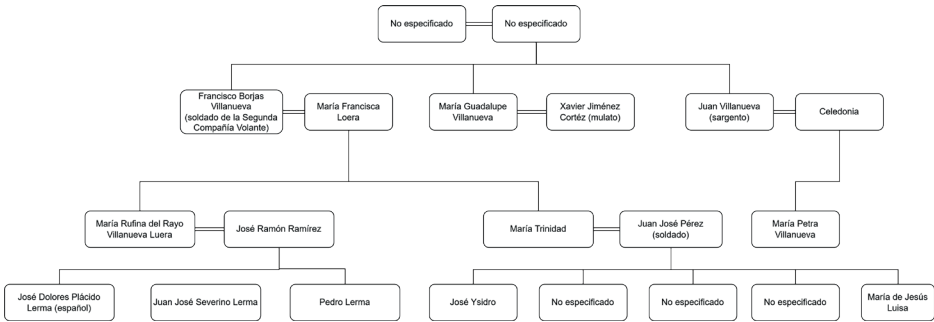 No especificado
No especificado
Francisco Borjas
Villanueva
(soldado de la Segunda
Compañía Volante)
María Francisca
Loera
María Guadalupe
Villanueva
Xavier Jiménez
Cortéz (mulato)
Juan Villanueva
(sargento)
Celedonia
María Rufina del Rayo
Villanueva Luera
José Ramón Ramírez
María Trinidad
Juan José Pérez
(soldado)
María Petra
Villanueva
José Dolores Plácido
Lerma (español)
Juan José Severino Lerma
Pedro Lerma
José Ysidro
No especificado
No especificado
No especificado
María de Jesús
Luisa